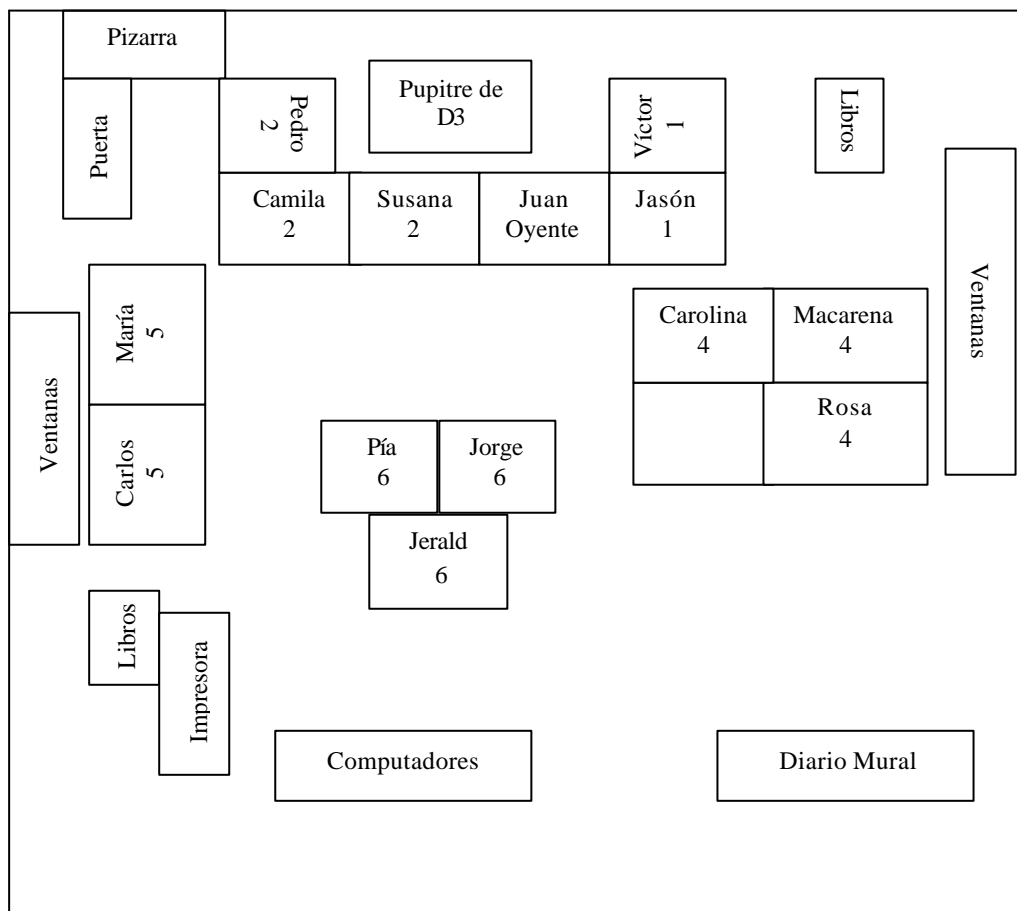 Pizarra
Pupitre de
D3
Puerta
Pedro
2
Víctor
1
Libros
Camila
2
Susana
2
Juan
Oyente
Jasón
1
Ventanas
María
5
Carolina
4
Macarena
4
Ventanas
Carlos
5
Rosa
4
Pía
6
Jorge
6
Jerald
6
Libros
Impresora
Computadores
Diario Mural